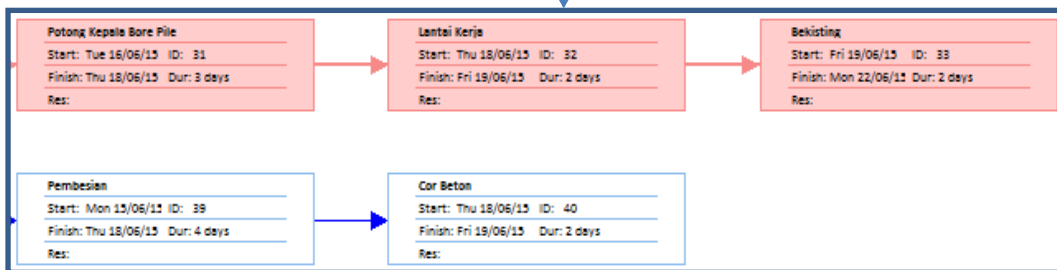 Potong Kepala Bore Pile
Start: Tue 16/06/15 ID: 31
Finish: Thu 18/06/15 Dur: 3 days
Res:
Lantai Kerja
Start: Thu 18/06/15 ID: 32
Finish: Fri 19/06/15 Dur: 2 days
Res:
Bekisting
Start: Fri 19/06/15 ID: 33
Finish: Mon 22/06/15 Dur: 2 days
Res:
Pembesian
Start: Mon 15/06/15 ID: 39
Finish: Thu 18/06/15 Dur: 4 days
Res:
Cor Beton
Start: Thu 18/06/15 ID: 40
Finish: Fri 19/06/15 Dur: 2 days
Res: